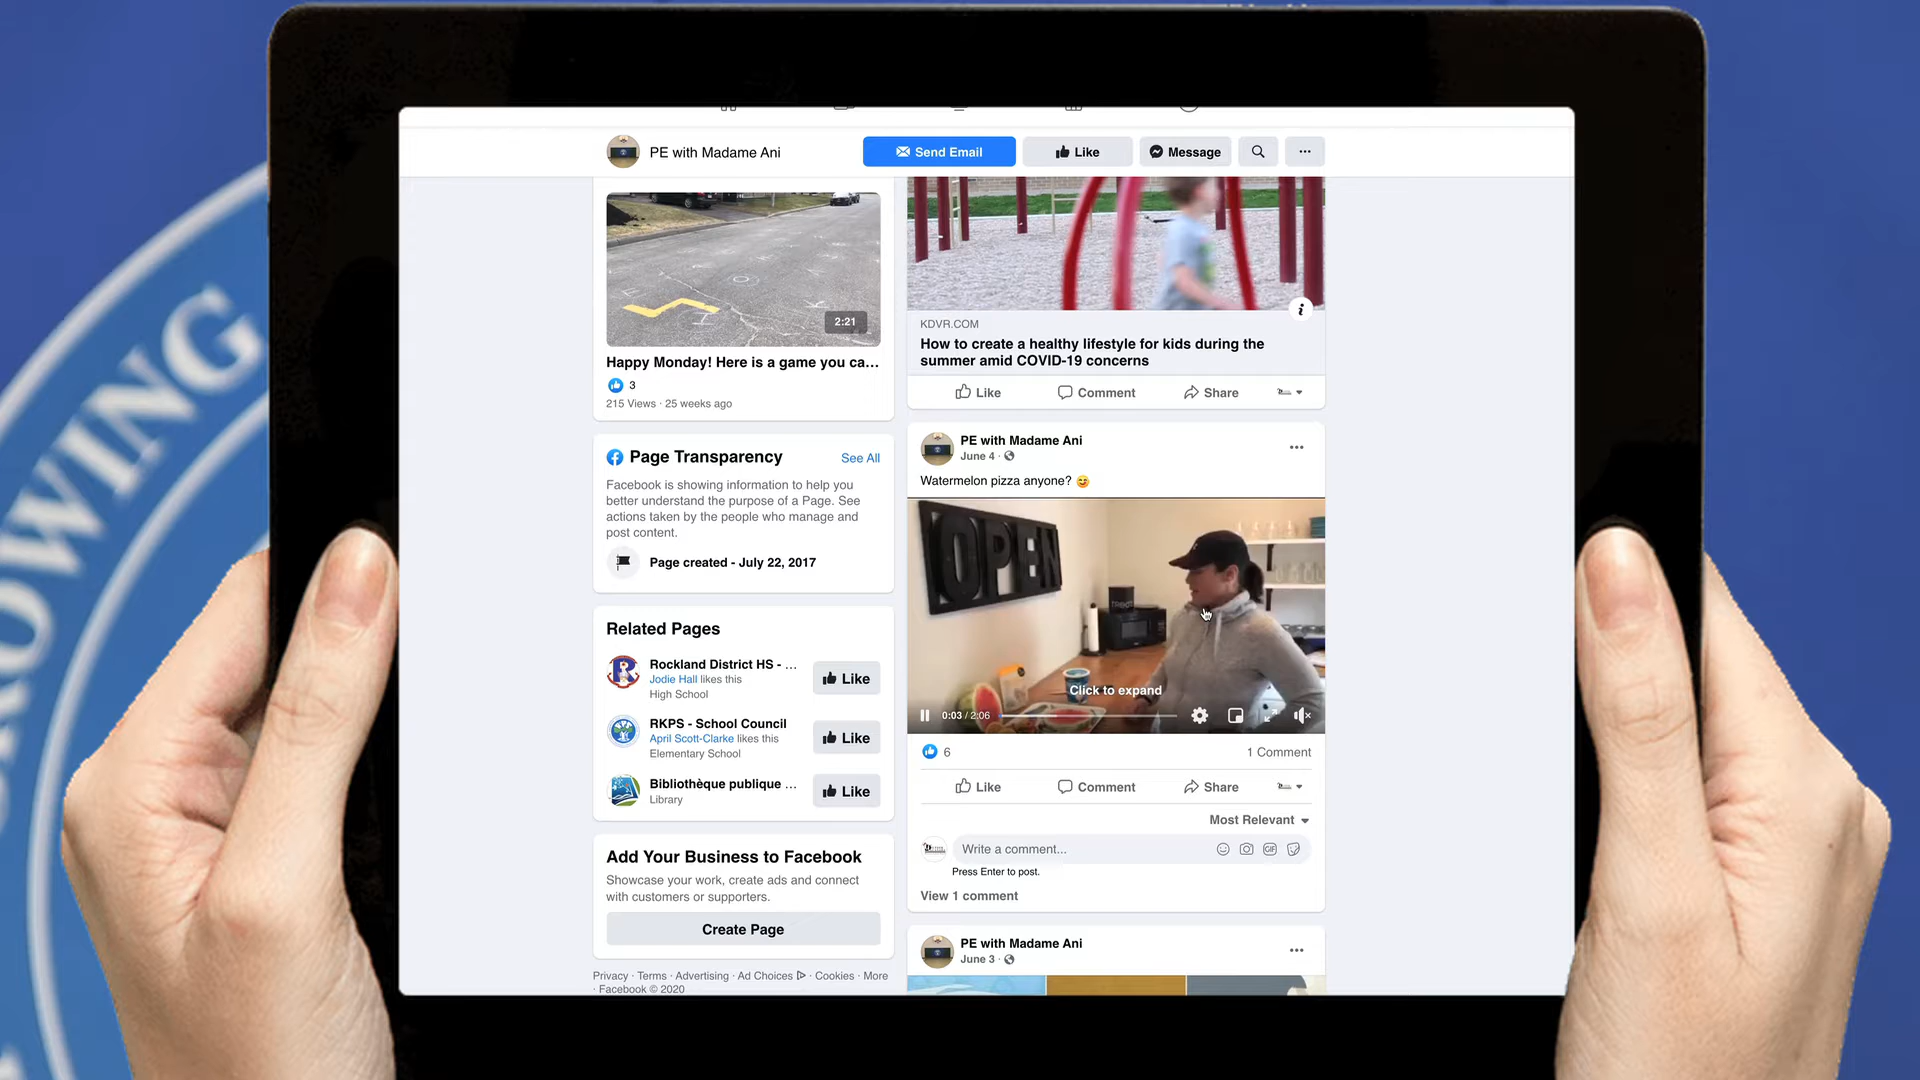 PE with Madame Ani
Send Email
Like
Message
2:21
Happy Monday! Here is a game you ca...
3
215 Views · 25 weeks ago
Page Transparency
See All
Facebook is showing information to help you
better understand the purpose of a Page. See
actions taken by the people who manage and
post content.
Page created - July 22, 2017
Related Pages
Rockland District HS - ...
Jodie Hall likes this
High School
Like
RKPS - School Council
April Scott-Clarke likes this
Elementary School
Like
Bibliothèque publique ...
Library
Like
Add Your Business to Facebook
Showcase your work, create ads and connect
with customers or supporters.
Create Page
Privacy · Terms · Advertising · Ad Choices · Cookies · More
· Facebook © 2020
KDVR.COM
How to create a healthy lifestyle for kids during the
summer amid COVID-19 concerns
Like
Comment
Share
PE with Madame Ani
June 4 ·
Watermelon pizza anyone? 😋
OPEN
Click to expand
0:03 / 2:06
6
1 Comment
Like
Comment
Share
Most Relevant
Write a comment...
GIF
Press Enter to post.
View 1 comment
PE with Madame Ani
June 3 ·